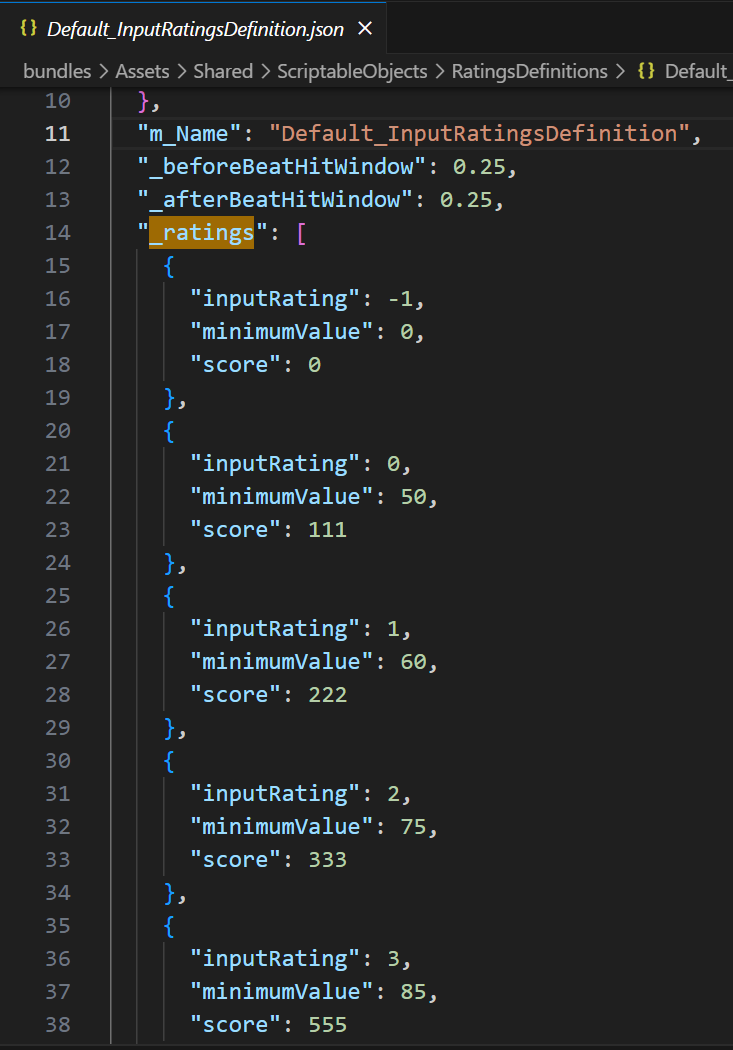 {} Default_InputRatingsDefinition.json ×
bundles > Assets > Shared > ScriptableObjects > RatingsDefinitions > {} Default_
10 },
11 "m_Name": "Default_InputRatingsDefinition",
12 "_beforeBeatHitWindow": 0.25,
13 "_afterBeatHitWindow": 0.25,
14 "_ratings": [
15 {
16 "inputRating": -1,
17 "minimumValue": 0,
18 "score": 0
19 },
20 {
21 "inputRating": 0,
22 "minimumValue": 50,
23 "score": 111
24 },
25 {
26 "inputRating": 1,
27 "minimumValue": 60,
28 "score": 222
29 },
30 {
31 "inputRating": 2,
32 "minimumValue": 75,
33 "score": 333
34 },
35 {
36 "inputRating": 3,
37 "minimumValue": 85,
38 "score": 555